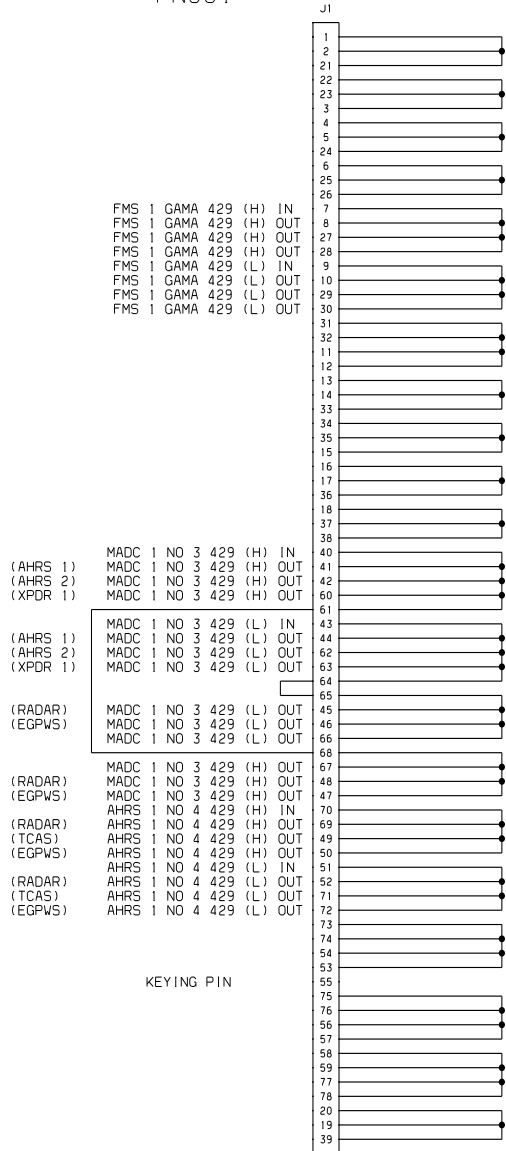 J1
1
2
21
22
23
3
4
5
24
6
25
26
FMS 1 GAMA 429 (H) IN 7
FMS 1 GAMA 429 (H) OUT 8
FMS 1 GAMA 429 (H) OUT 27
FMS 1 GAMA 429 (H) OUT 28
FMS 1 GAMA 429 (L) IN 9
FMS 1 GAMA 429 (L) OUT 10
FMS 1 GAMA 429 (L) OUT 29
FMS 1 GAMA 429 (L) OUT 30
31
32
11
12
13
14
33
34
35
15
16
17
36
18
37
38
MADC 1 NO 3 429 (H) IN 40
(AHRS 1) MADC 1 NO 3 429 (H) OUT 41
(AHRS 2) MADC 1 NO 3 429 (H) OUT 42
(XPDR 1) MADC 1 NO 3 429 (H) OUT 60
61
MADC 1 NO 3 429 (L) IN 43
(AHRS 1) MADC 1 NO 3 429 (L) OUT 44
(AHRS 2) MADC 1 NO 3 429 (L) OUT 62
(XPDR 1) MADC 1 NO 3 429 (L) OUT 63
64
65
(RADAR) MADC 1 NO 3 429 (L) OUT 45
(EGPWS) MADC 1 NO 3 429 (L) OUT 46
MADC 1 NO 3 429 (L) OUT 66
68
MADC 1 NO 3 429 (H) OUT 67
(RADAR) MADC 1 NO 3 429 (H) OUT 48
(EGPWS) MADC 1 NO 3 429 (H) OUT 47
AHRS 1 NO 4 429 (H) IN 70
(RADAR) AHRS 1 NO 4 429 (H) OUT 69
(TCAS) AHRS 1 NO 4 429 (H) OUT 49
(EGPWS) AHRS 1 NO 4 429 (H) OUT 50
AHRS 1 NO 4 429 (L) IN 51
(RADAR) AHRS 1 NO 4 429 (L) OUT 52
(TCAS) AHRS 1 NO 4 429 (L) OUT 71
(EGPWS) AHRS 1 NO 4 429 (L) OUT 72
73
74
54
53
KEYING PIN 55
75
76
56
57
58
59
77
78
20
19
39